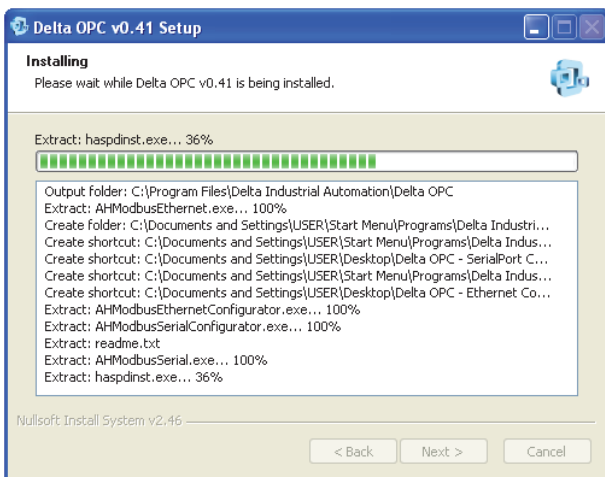 Delta OPC v0.41 Setup
Installing
Please wait while Delta OPC v0.41 is being installed.
Extract: haspdinst.exe... 36%
Output folder: C:\Program Files\Delta Industrial Automation\Delta OPC
Extract: AHModbusEthernet.exe... 100%
Create folder: C:\Documents and Settings\USER\Start Menu\Programs\Delta Industri...
Create shortcut: C:\Documents and Settings\USER\Start Menu\Programs\Delta Indus...
Create shortcut: C:\Documents and Settings\USER\Desktop\Delta OPC - SerialPort C...
Create shortcut: C:\Documents and Settings\USER\Start Menu\Programs\Delta Indus...
Create shortcut: C:\Documents and Settings\USER\Desktop\Delta OPC - Ethernet Co...
Extract: AHModbusEthernetConfigurator.exe... 100%
Extract: AHModbusSerialConfigurator.exe... 100%
Extract: readme.txt
Extract: AHModbusSerial.exe... 100%
Extract: haspdinst.exe... 36%
Nullsoft Install System v2.46
< Back Next > Cancel